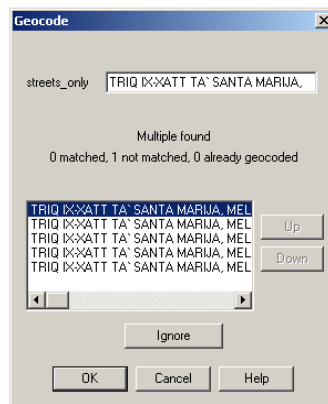 Geocode
streets_only TRIQ IX-XATT TA` SANTA MARIJA,
Multiple found
0 matched, 1 not matched, 0 already geocoded
TRIQ IX-XATT TA` SANTA MARIJA, MEL
TRIQ IX-XATT TA` SANTA MARIJA, MEL
TRIQ IX-XATT TA` SANTA MARIJA, MEL
TRIQ IX-XATT TA` SANTA MARIJA, MEL
TRIQ IX-XATT TA` SANTA MARIJA, MEL
Up
Down
Ignore
OK Cancel Help